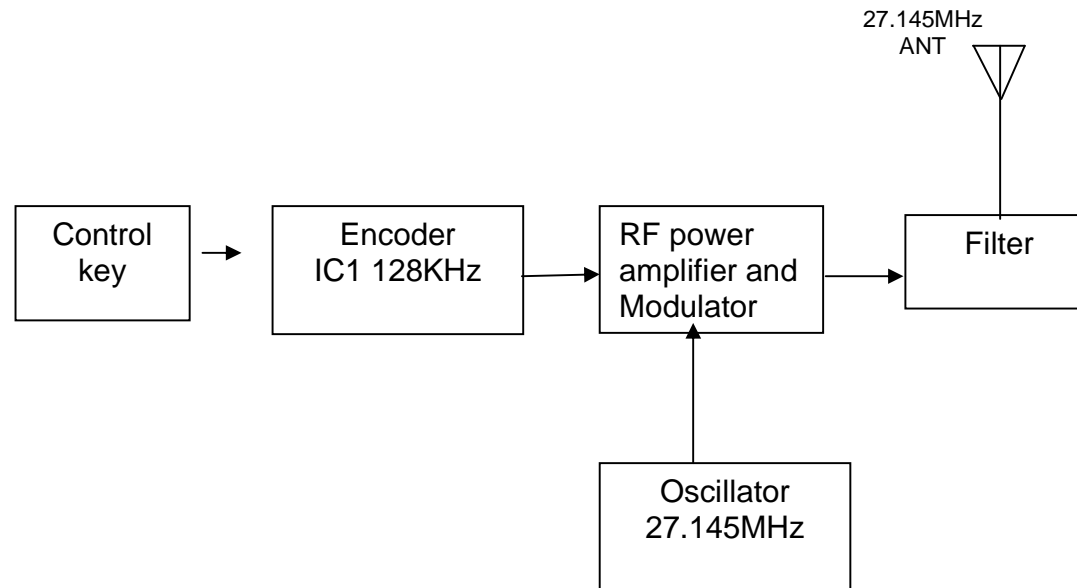 27.145MHz
ANT
Control
key
Encoder
IC1 128KHz
RF power
amplifier and
Modulator
Filter
Oscillator
27.145MHz